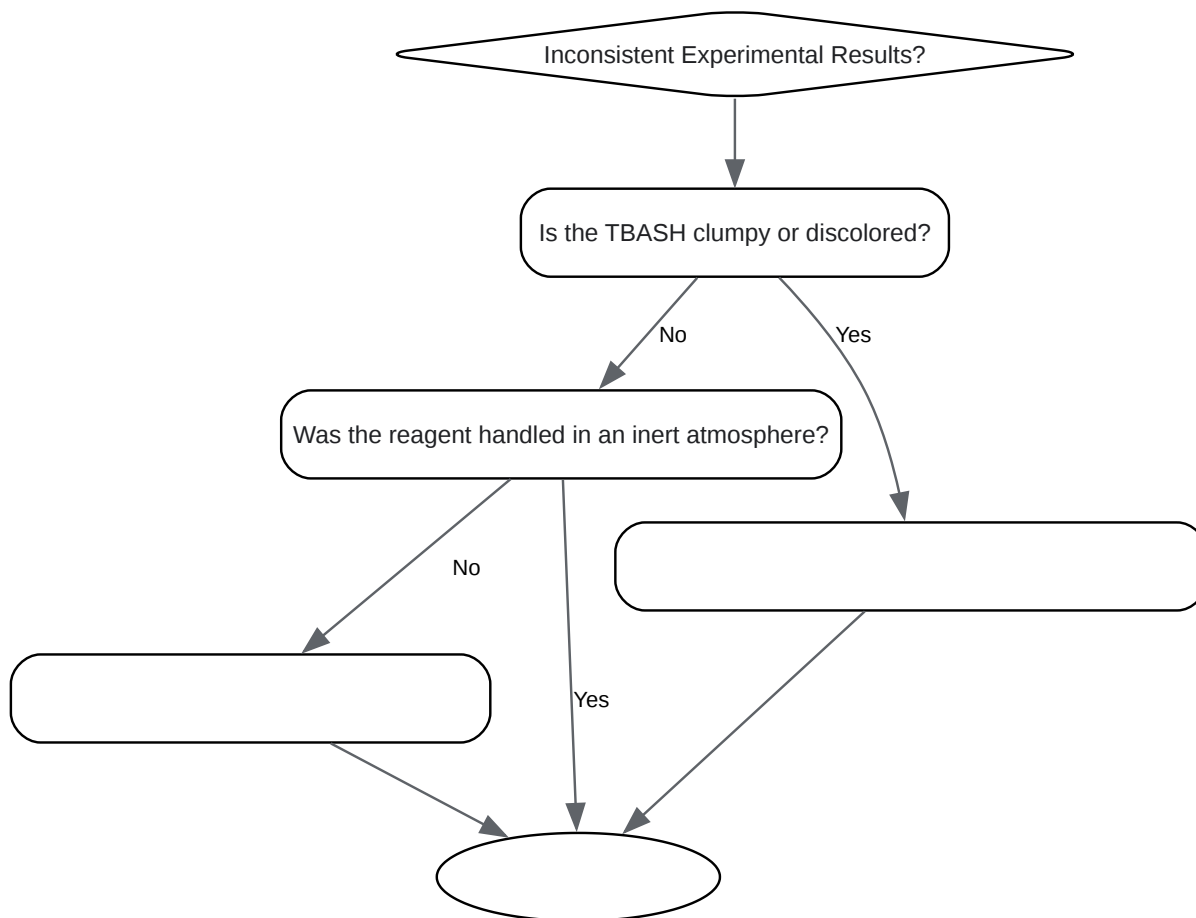 Inconsistent Experimental Results?
Is the TBASH clumpy or discolored?
No
Yes
Was the reagent handled in an inert atmosphere?
No
Yes